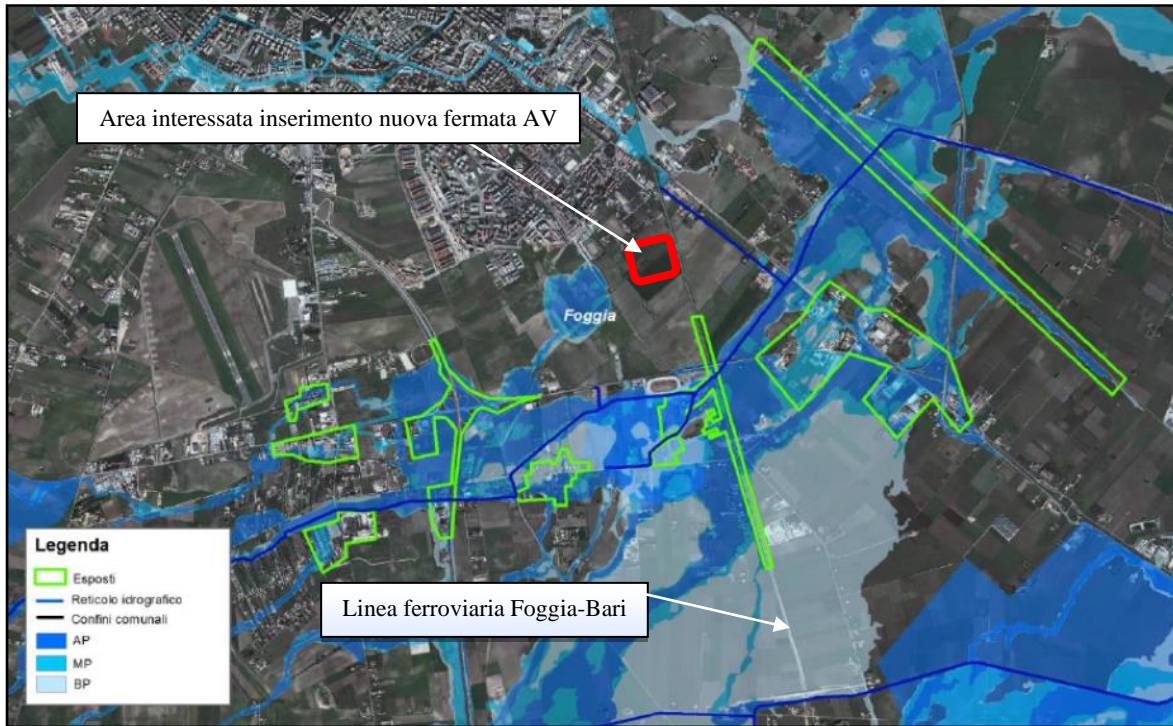 Area interessata inserimento nuova fermata AV
Foggia
Linea ferroviaria Foggia-Bari
Legenda
Esposti
Reticolo idrografico
Confini comunali
AP
MP
BP